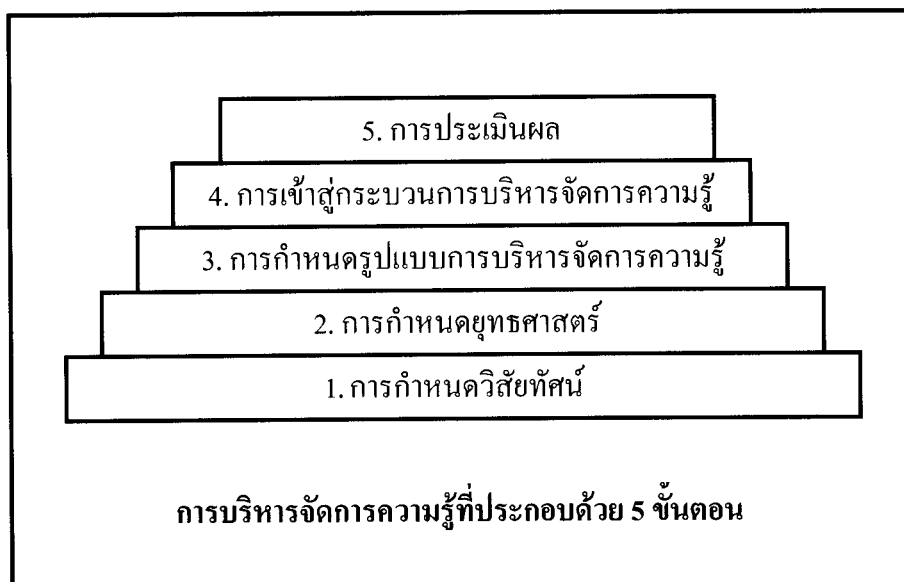 5. การประเมินผล
4. การเข้าสู่กระบวนการบริหารจัดการความรู้
3. การกำหนดรูปแบบการบริหารจัดการความรู้
2. การกำหนดยุทธศาสตร์
1. การกำหนดวิสัยทัศน์
การบริหารจัดการความรู้ที่ประกอบด้วย 5 ขั้นตอน